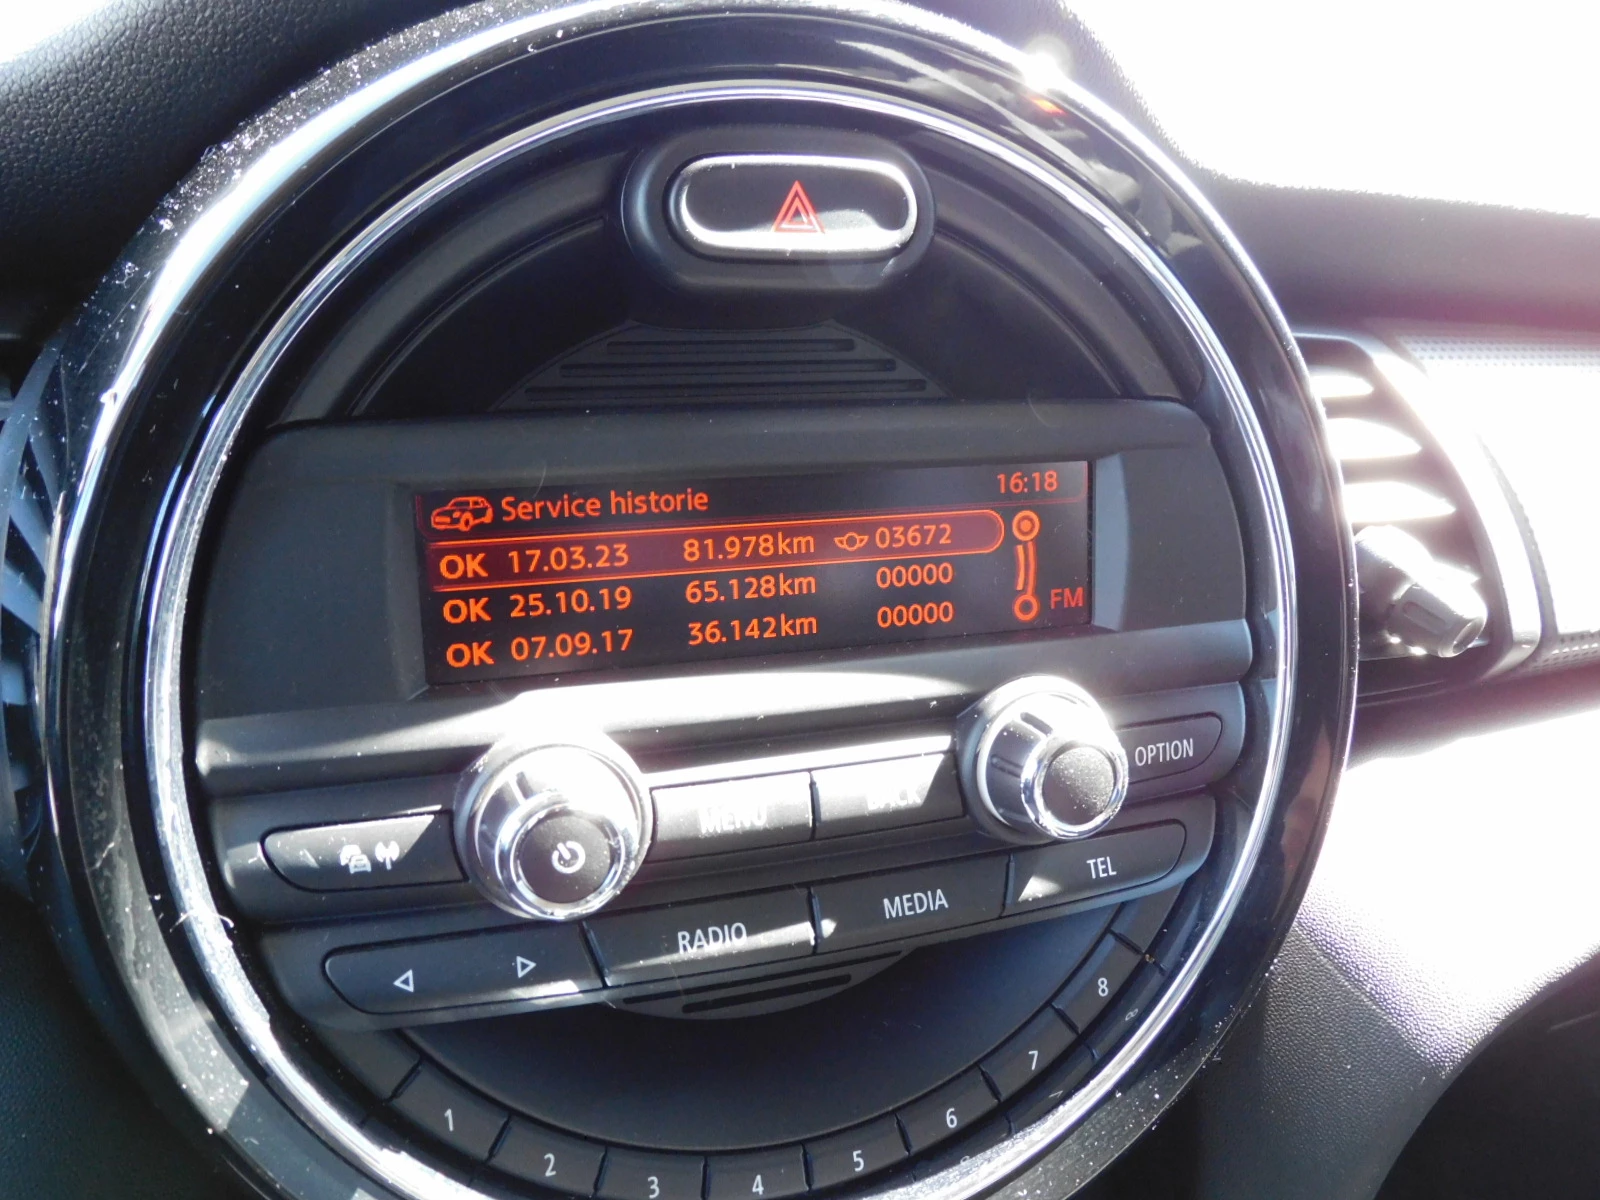 Service historie 16:18
OK 17.03.23 81.978km 03672
OK 25.10.19 65.128km 00000
OK 07.09.17 36.142km 00000
FM
MENU BACK OPTION
RADIO MEDIA TEL
1 2 3 4 5 6 7 8